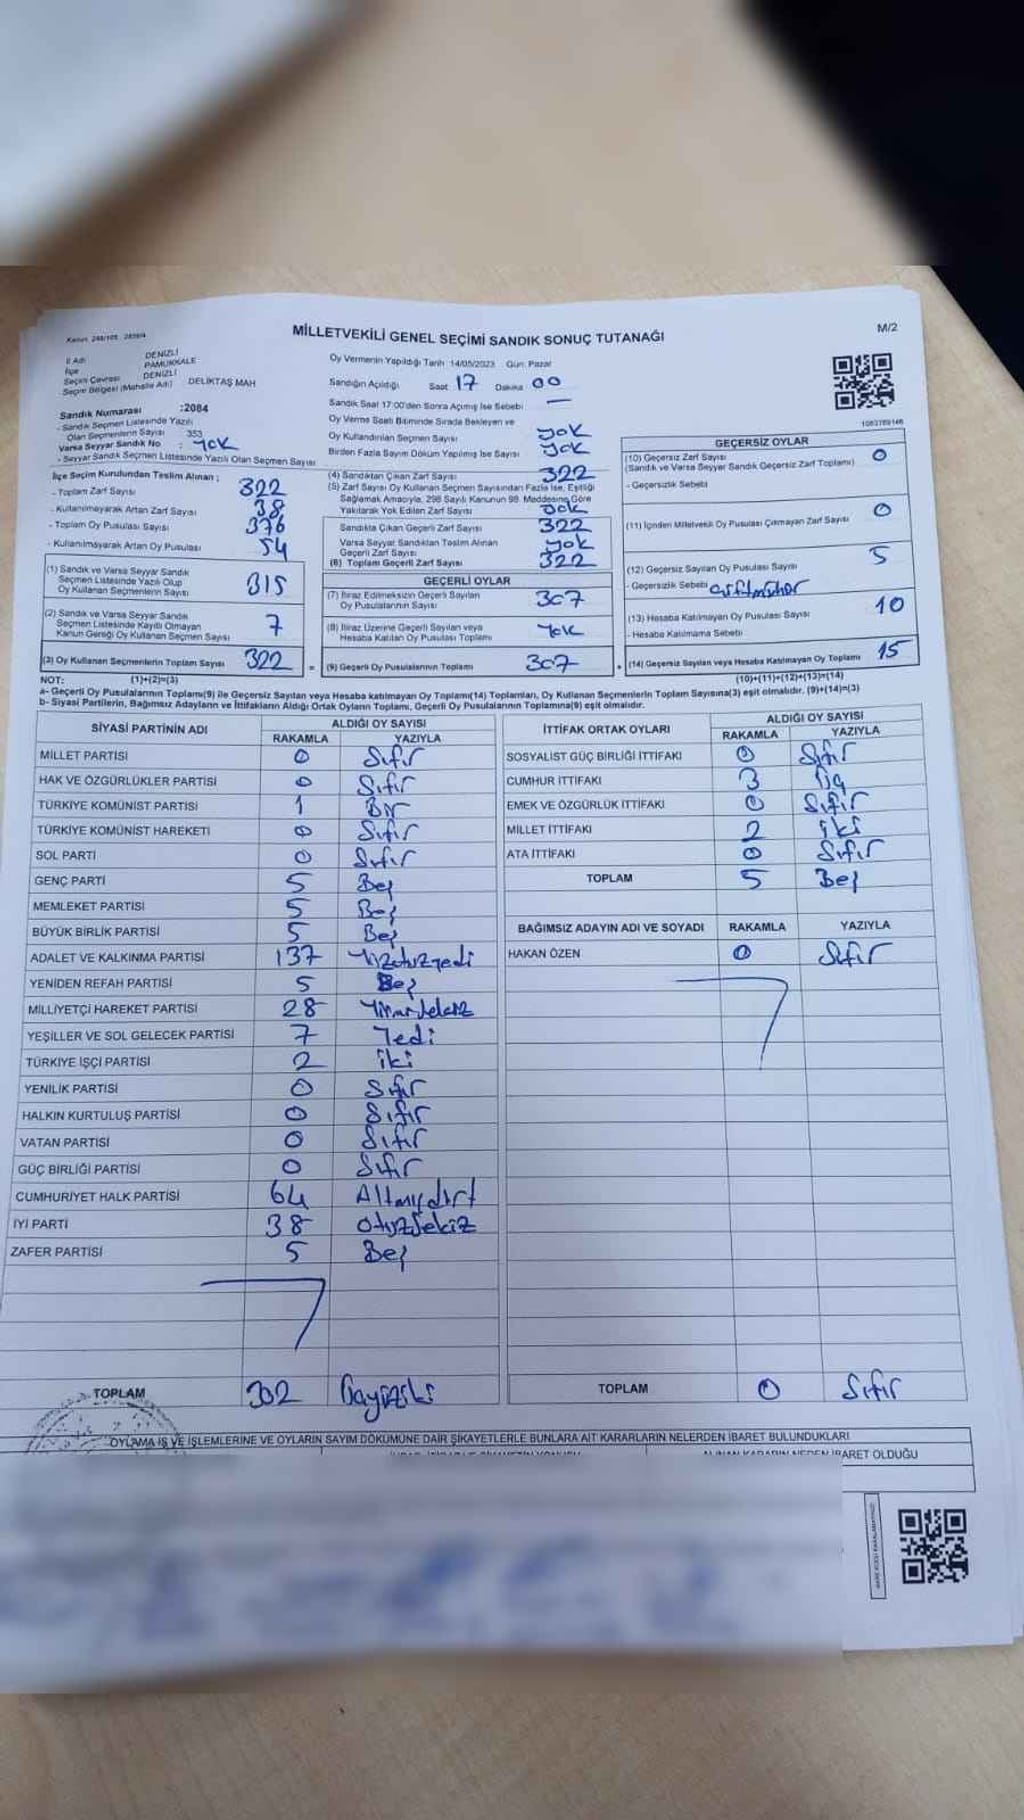 MİLLETVEKİLİ GENEL SEÇİMİ SANDIK SONUÇ TUTANAĞI
M/2
İl Adı DENİZLİ
İlçe PAMUKKALE
Seçim Çevresi DENİZLİ
Seçim Bölgesi (Mahalle Adı) DELİKTAŞ MAH
Sandık Numarası :2084
- Sandık Seçmen Listesinde Yazılı
Olan Seçmenlerin Sayısı 353
Varsa Seyyar Sandık No : yok
- Seyyar Sandık Seçmen Listesinde Yazılı Olan Seçmen Sayısı
Oy Vermenin Yapıldığı Tarih :14/05/2023 Gün: Pazar
Sandığın Açıldığı Saat 17 Dakika 00
Sandık Saat 17:00'den Sonra Açılmış İse Sebebi —
Oy Verme Saati Bitiminde Sırada Bekleyen ve
Oy Kullandırılan Seçmen Sayısı yok
Birden Fazla Sayım Döküm Yapılmış İse Sayısı yok
İlçe Seçim Kurulundan Teslim Alınan ;
- Toplam Zarf Sayısı 322
- Kullanılmayarak Artan Zarf Sayısı 38
- Toplam Oy Pusulası Sayısı 376
- Kullanılmayarak Artan Oy Pusulası 54
(1) Sandık ve Varsa Seyyar Sandık
Seçmen Listesinde Yazılı Olup
Oy Kullanan Seçmenlerin Sayısı 315
(2) Sandık ve Varsa Seyyar Sandık
Seçmen Listesinde Kayıtlı Olmayan
Kanun Gereği Oy Kullanan Seçmen Sayısı 7
(3) Oy Kullanan Seçmenlerin Toplam Sayısı 322
(4) Sandıktan Çıkan Zarf Sayısı 322
(5) Zarf Sayısı Oy Kullanan Seçmen Sayısından Fazla İse, Eşitliği
Sağlamak Amacıyla, 298 Sayılı Kanunun 98. Maddesine Göre
Yakılarak Yok Edilen Zarf Sayısı yok
Sandıkta Çıkan Geçerli Zarf Sayısı 322
Varsa Seyyar Sandıktan Teslim Alınan
Geçerli Zarf Sayısı yok
(6) Toplam Geçerli Zarf Sayısı 322
GEÇERLİ OYLAR
(7) İtiraz Edilmeksizin Geçerli Sayılan
Oy Pusulalarının Sayısı 307
(8) İtiraz Üzerine Geçerli Sayılan veya
Hesaba Katılan Oy Pusulası Toplamı yok
= (9) Geçerli Oy Pusulalarının Toplamı 307
1063789146
GEÇERSİZ OYLAR
(10) Geçersiz Zarf Sayısı
(Sandık ve Varsa Seyyar Sandık Geçersiz Zarf Toplamı) 0
- Geçersizlik Sebebi
(11) İçinden Milletvekili Oy Pusulası Çıkmayan Zarf Sayısı 0
(12) Geçersiz Sayılan Oy Pusulası Sayısı 5
- Geçersizlik Sebebi
(13) Hesaba Katılmayan Oy Pusulası Sayısı 10
- Hesaba Katılmama Sebebi
+ (14) Geçersiz Sayılan veya Hesaba Katılmayan Oy Toplamı 15
NOT: (1)+(2)=(3) (10)+(11)+(12)+(13)=(14)
a- Geçerli Oy Pusulalarının Toplamı(9) ile Geçersiz Sayılan veya Hesaba katılmayan Oy Toplamı(14) Toplamları, Oy Kullanan Seçmenlerin Toplam Sayısına(3) eşit olmalıdır. (9)+(14)=(3)
b- Siyasi Partilerin, Bağımsız Adayların ve İttifakların Aldığı Ortak Oyların Toplamı, Geçerli Oy Pusulalarının Toplamına(9) eşit olmalıdır.
SİYASİ PARTİNİN ADI ALDIĞI OY SAYISI
RAKAMLA YAZIYLA
MİLLET PARTİSİ 0 Sıfır
HAK VE ÖZGÜRLÜKLER PARTİSİ 0 Sıfır
TÜRKİYE KOMÜNİST PARTİSİ 1 Bir
TÜRKİYE KOMÜNİST HAREKETİ 0 Sıfır
SOL PARTİ 0 Sıfır
GENÇ PARTİ 5 Beş
MEMLEKET PARTİSİ 5 Beş
BÜYÜK BİRLİK PARTİSİ 5 Beş
ADALET VE KALKINMA PARTİSİ 137 Yüzotuzyedi
YENİDEN REFAH PARTİSİ 5 Beş
MİLLİYETÇİ HAREKET PARTİSİ 28 Yirmisekiz
YEŞİLLER VE SOL GELECEK PARTİSİ 7 Yedi
TÜRKİYE İŞÇİ PARTİSİ 2 iki
YENİLİK PARTİSİ 0 Sıfır
HALKIN KURTULUŞ PARTİSİ 0 Sıfır
VATAN PARTİSİ 0 Sıfır
GÜÇ BİRLİĞİ PARTİSİ 0 Sıfır
CUMHURİYET HALK PARTİSİ 64 Altmışdört
İYİ PARTİ 38 Otuzsekiz
ZAFER PARTİSİ 5 Beş
TOPLAM 302 Üçyüziki
İTTİFAK ORTAK OYLARI ALDIĞI OY SAYISI
RAKAMLA YAZIYLA
SOSYALİST GÜÇ BİRLİĞİ İTTİFAKI 0 Sıfır
CUMHUR İTTİFAKI 3 Üç
EMEK VE ÖZGÜRLÜK İTTİFAKI 0 Sıfır
MİLLET İTTİFAKI 2 iki
ATA İTTİFAKI 0 Sıfır
TOPLAM 5 Beş
BAĞIMSIZ ADAYIN ADI VE SOYADI RAKAMLA YAZIYLA
HAKAN ÖZEN 0 Sıfır
TOPLAM 0 Sıfır
OYLAMA İŞ VE İŞLEMLERİNE VE OYLARIN SAYIM DÖKÜMÜNE DAİR ŞİKAYETLERLE BUNLARA AİT KARARLARIN NELERDEN İBARET BULUNDUKLARI
ALINAN KARARIN NEDEN İBARET OLDUĞU